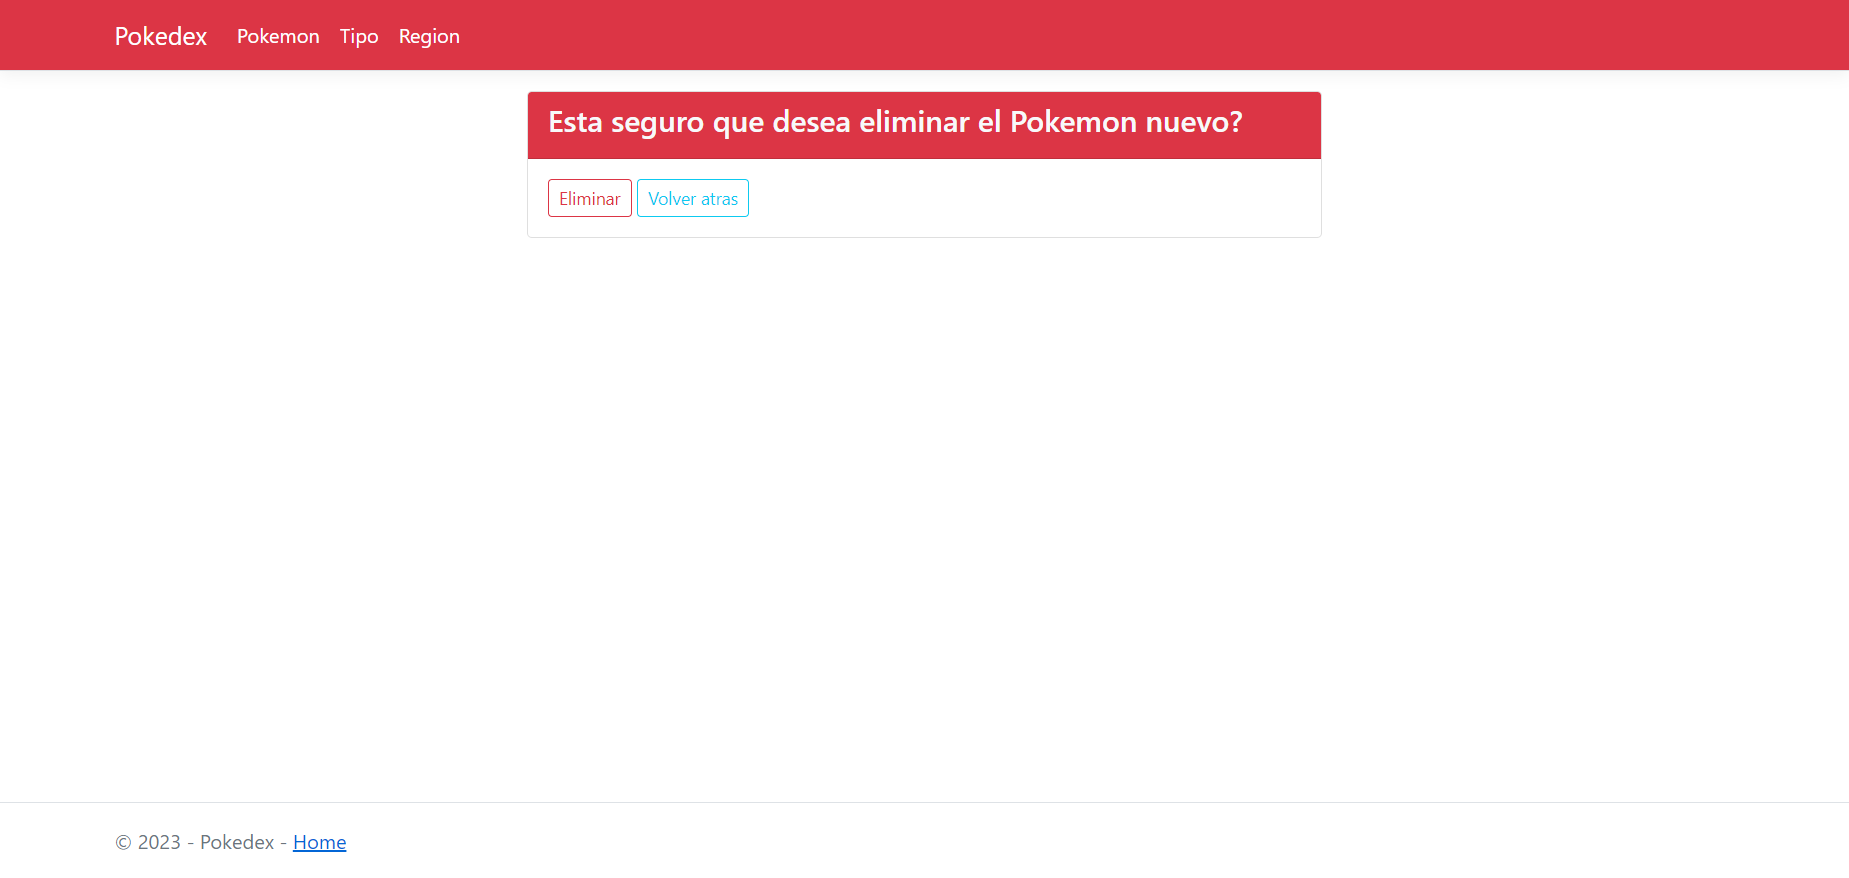 Pokedex Pokemon Tipo Region
Esta seguro que desea eliminar el Pokemon nuevo?
Eliminar Volver atras
© 2023 - Pokedex - Home